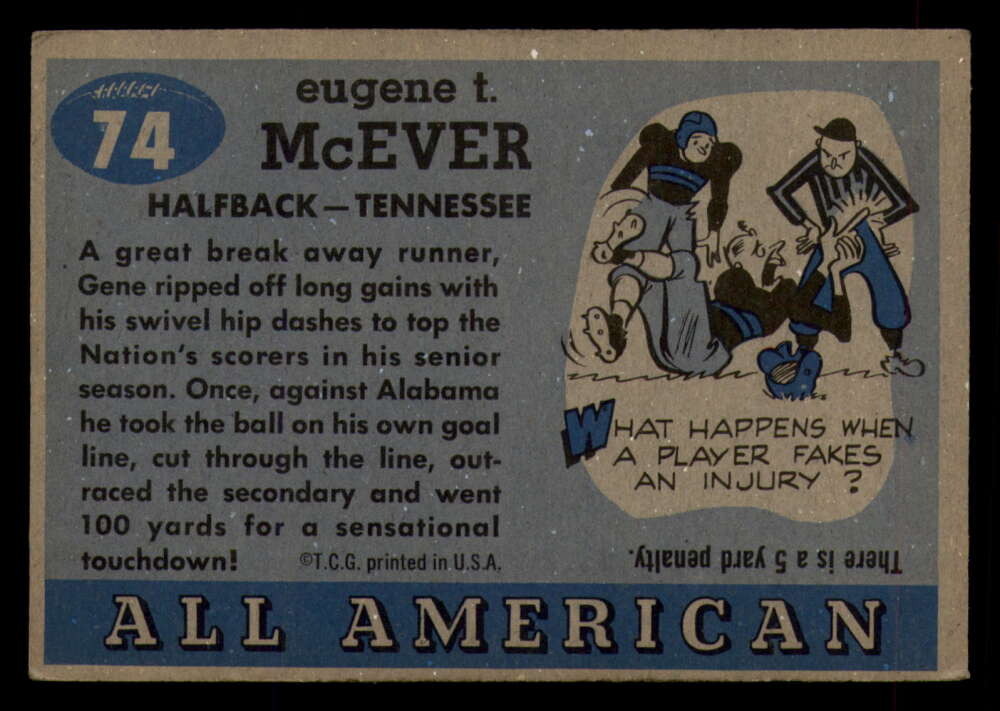 74
eugene t.
McEVER
HALFBACK — TENNESSEE
A great break away runner,
Gene ripped off long gains with
his swivel hip dashes to top the
Nation's scorers in his senior
season. Once, against Alabama
he took the ball on his own goal
line, cut through the line, out-
raced the secondary and went
100 yards for a sensational
touchdown!
©T.C.G. printed in U.S.A.
WHAT HAPPENS WHEN
A PLAYER FAKES
AN INJURY ?
There is a 5 yard penalty.
ALL AMERICAN